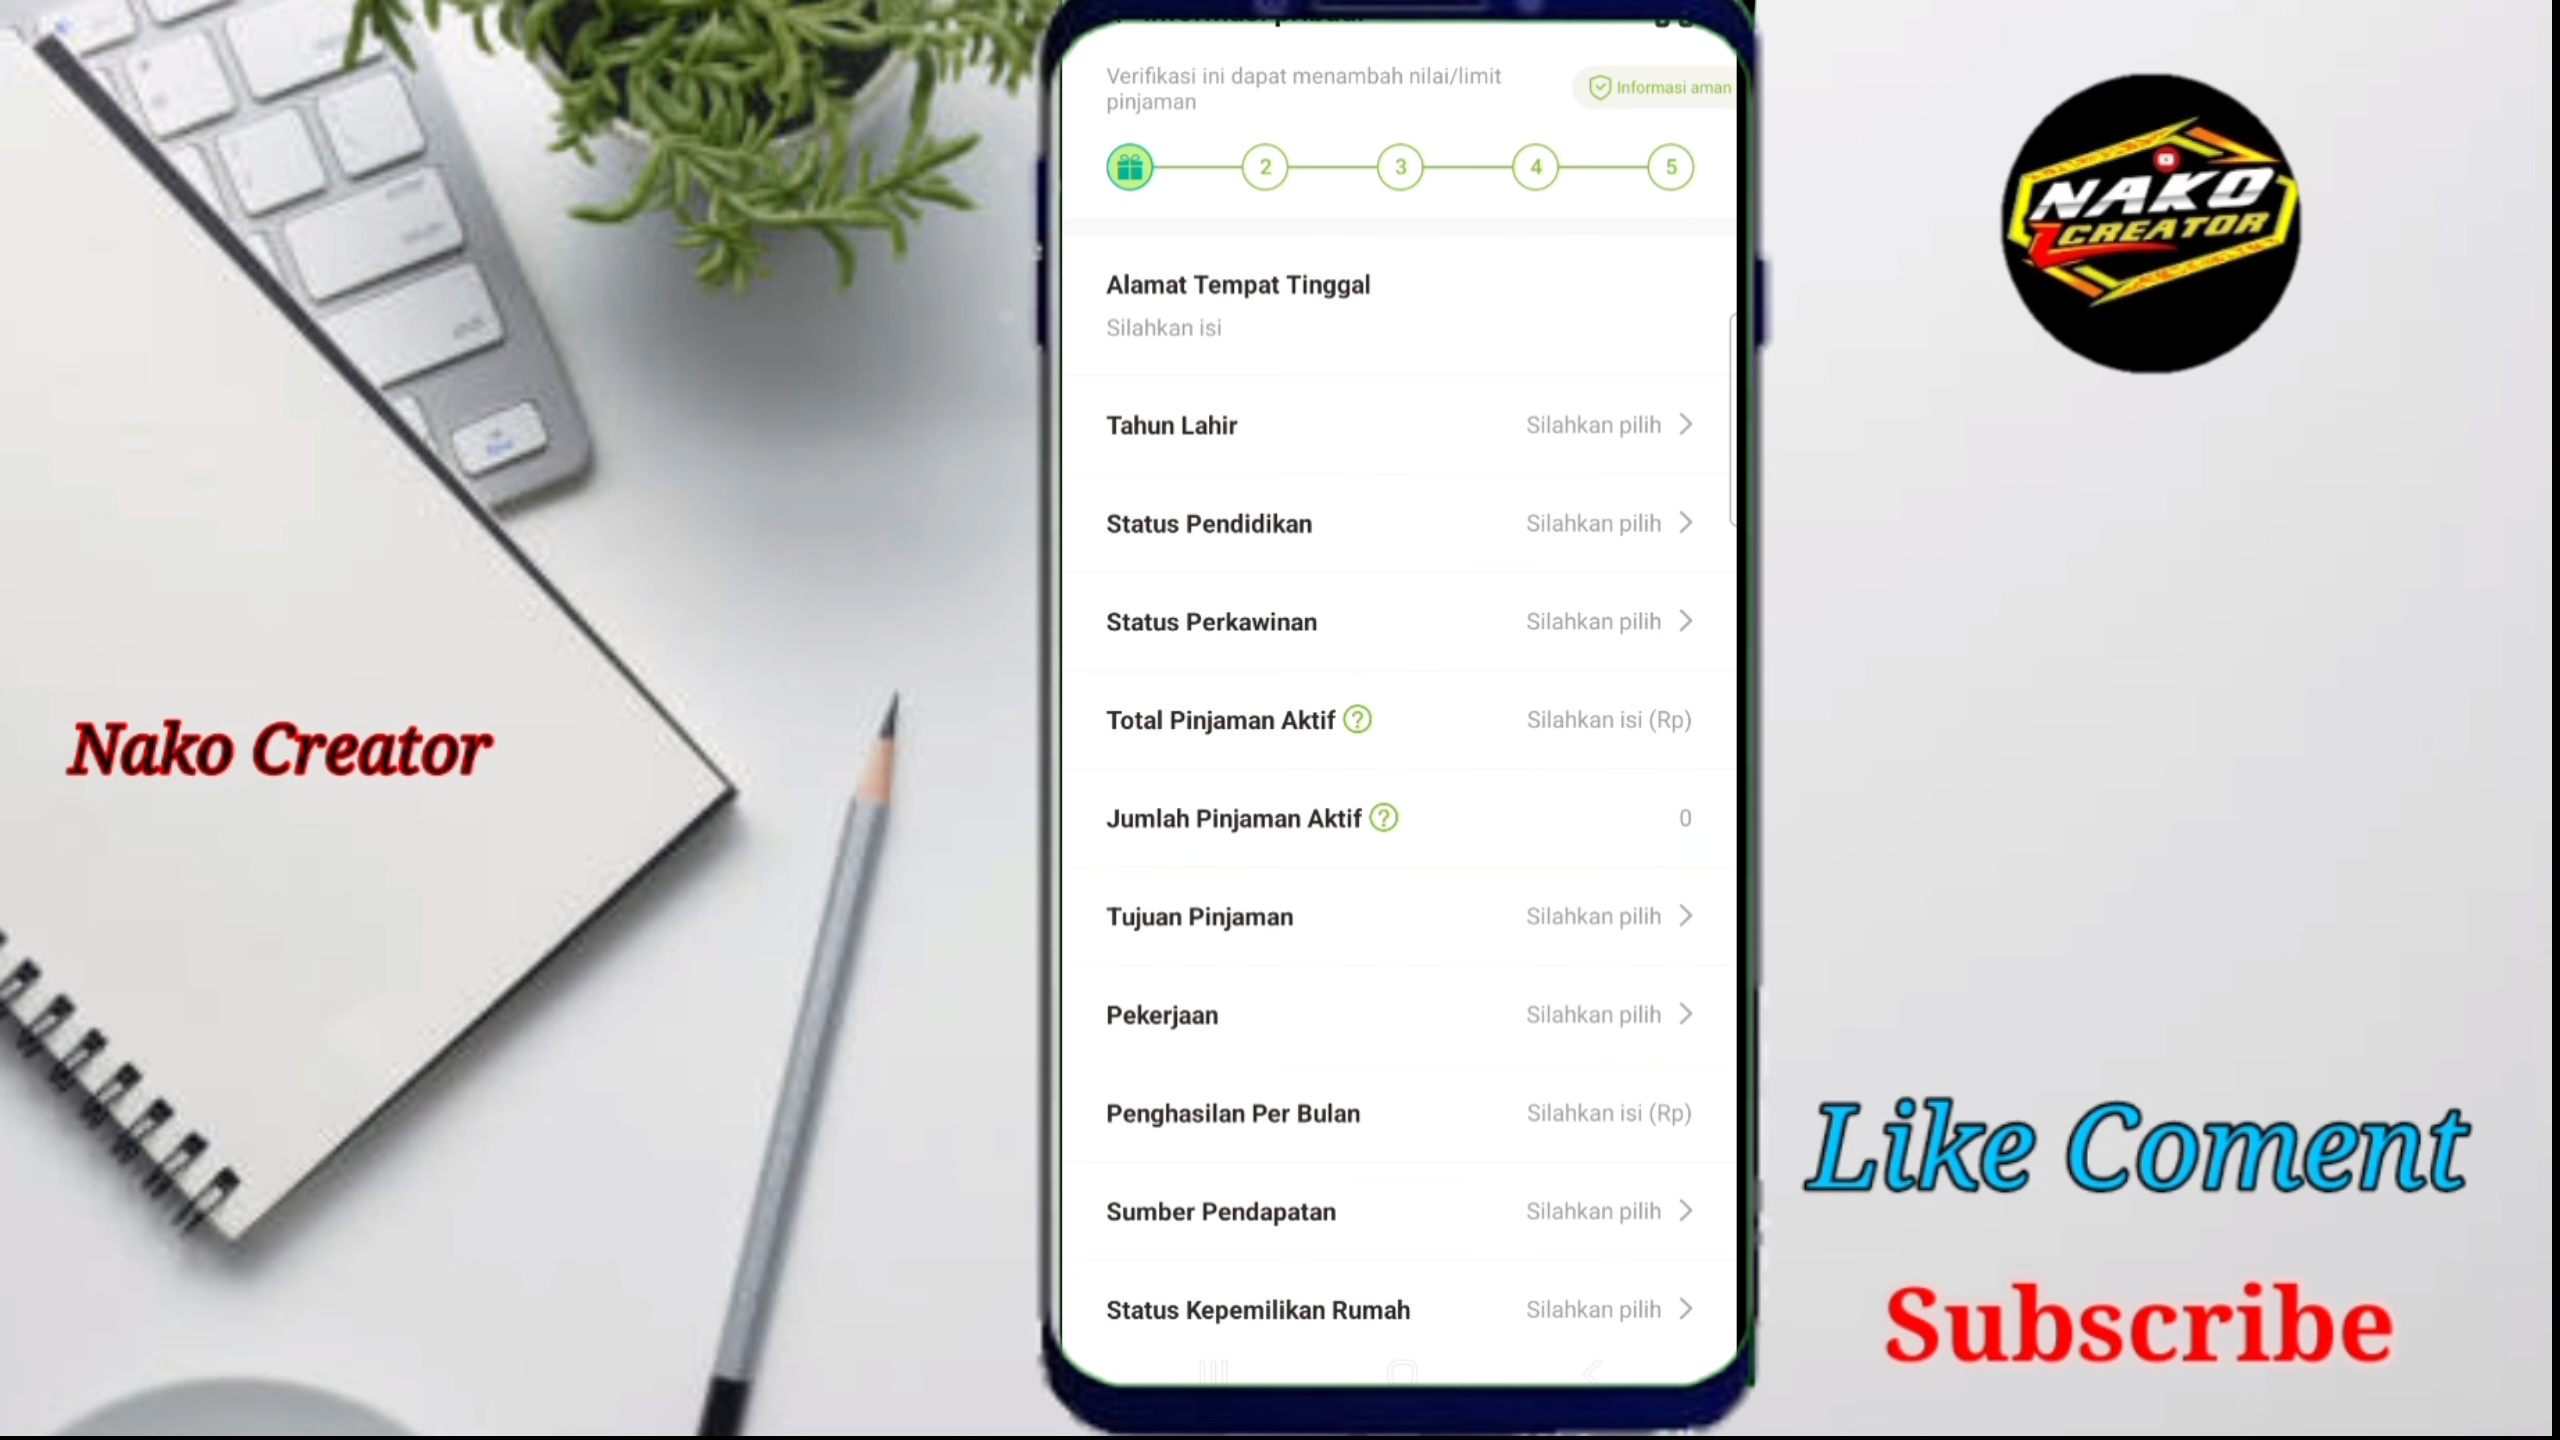 Verifikasi ini dapat menambah nilai/limit
pinjaman
Informasi aman
2 3 4 5
Alamat Tempat Tinggal
Silahkan isi
Tahun Lahir Silahkan pilih
Status Pendidikan Silahkan pilih
Status Perkawinan Silahkan pilih
Total Pinjaman Aktif ? Silahkan isi (Rp)
Jumlah Pinjaman Aktif ? 0
Tujuan Pinjaman Silahkan pilih
Pekerjaan Silahkan pilih
Penghasilan Per Bulan Silahkan isi (Rp)
Sumber Pendapatan Silahkan pilih
Status Kepemilikan Rumah Silahkan pilih
Nako Creator
NAKO
CREATOR
Like Coment
Subscribe